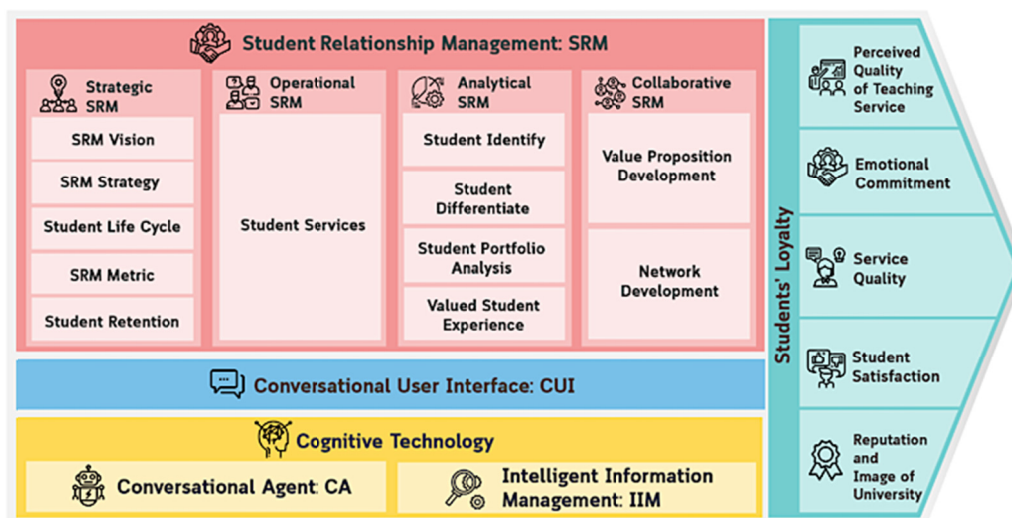 Student Relationship Management: SRM
Strategic
SRM
SRM Vision
SRM Strategy
Student Life Cycle
SRM Metric
Student Retention
Operational
SRM
Student Services
Analytical
SRM
Student Identify
Student
Differentiate
Student Portfolio
Analysis
Valued Student
Experience
Collaborative
SRM
Value Proposition
Development
Network
Development
Conversational User Interface: CUI
Cognitive Technology
Conversational Agent: CA
Intelligent Information
Management: IIM
Students' Loyalty
Perceived
Quality
of Teaching
Service
Emotional
Commitment
Service
Quality
Student
Satisfaction
Reputation
and
Image of
University